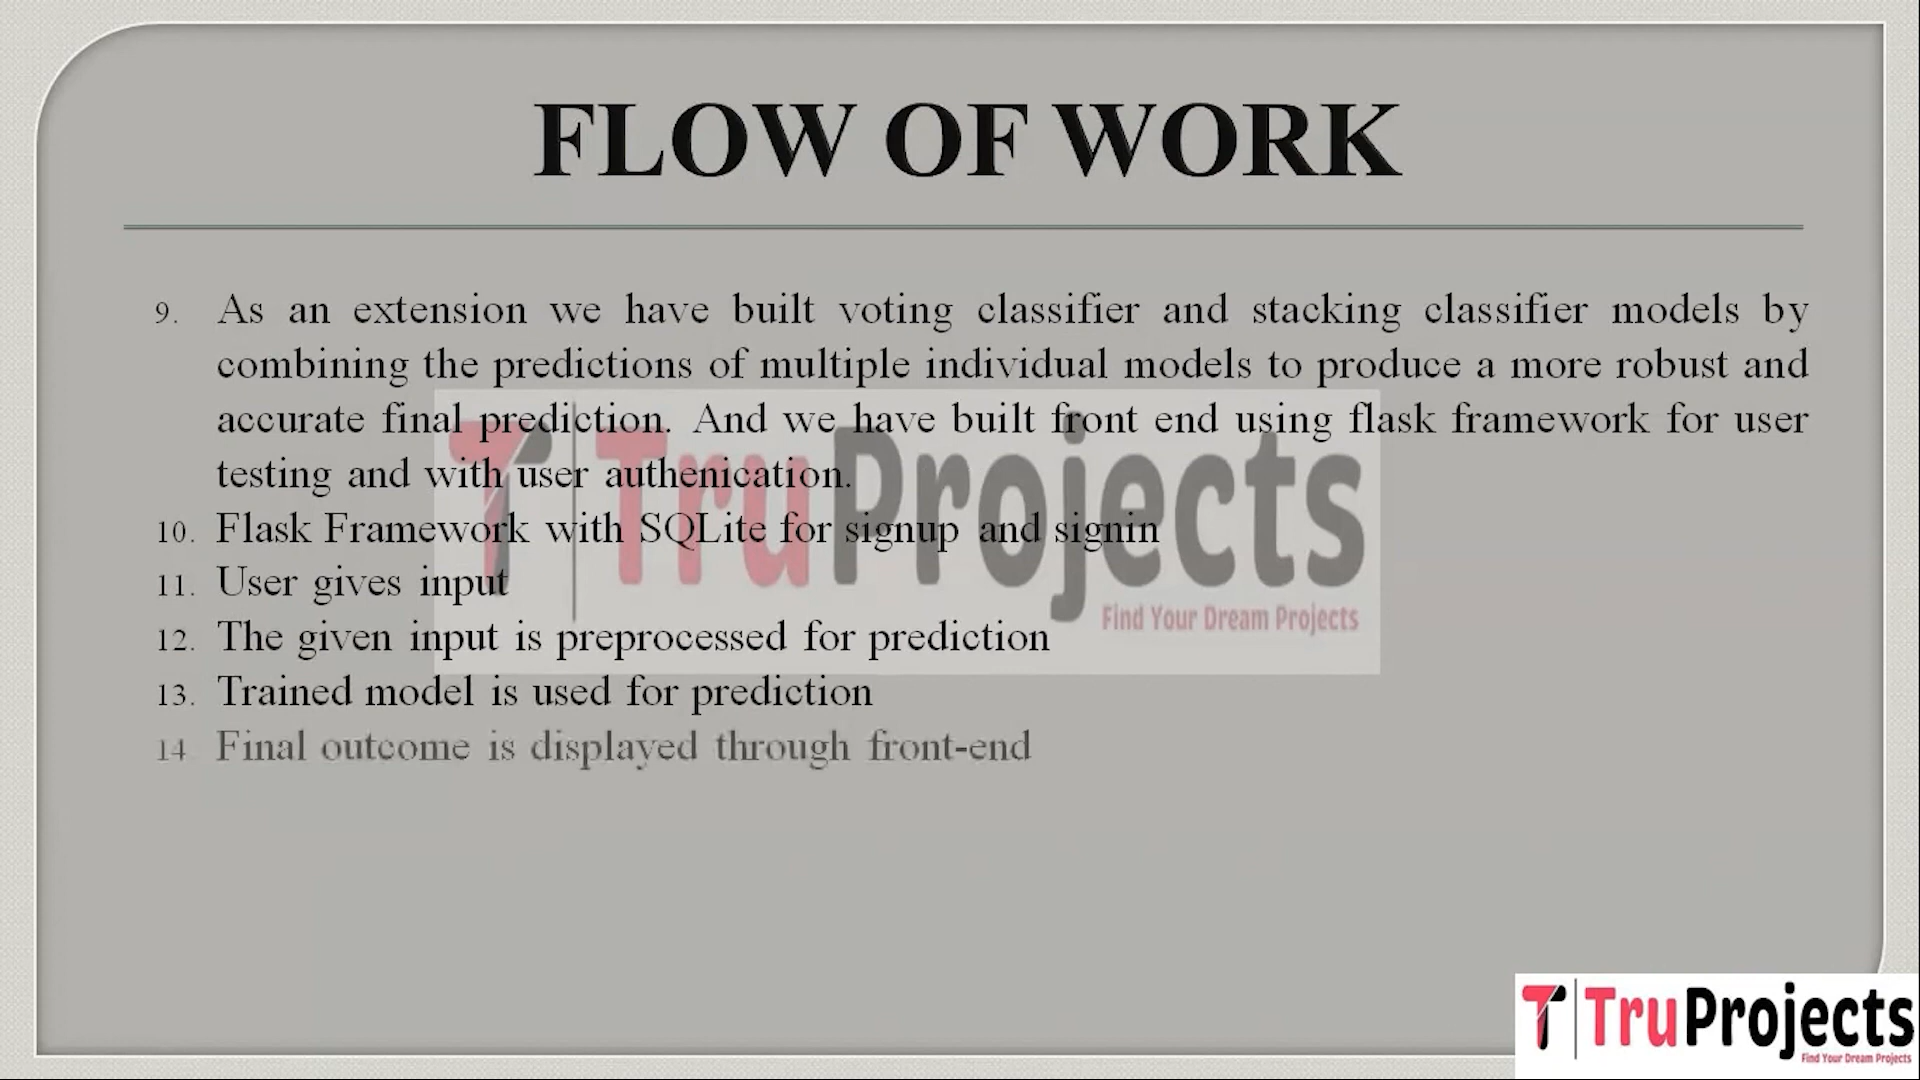 FLOW OF WORK
9. As an extension we have built voting classifier and stacking classifier models by
combining the predictions of multiple individual models to produce a more robust and
accurate final prediction. And we have built front end using flask framework for user
testing and with user authenication.
10. Flask Framework with SQLite for signup and signin
11. User gives input
12. The given input is preprocessed for prediction
13. Trained model is used for prediction
14 Final outcome is displayed through front-end
TruProjects
Find Your Dream Projects
T TruProjects
Find Your Dream Projects